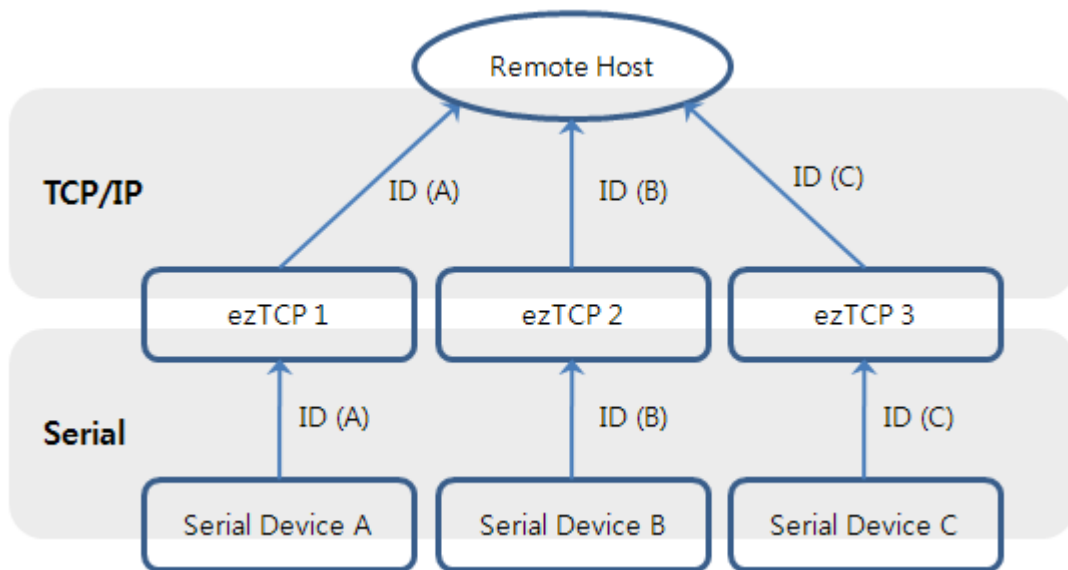 Remote Host
TCP/IP
ID (A)
ID (B)
ID (C)
ezTCP 1
ezTCP 2
ezTCP 3
Serial
ID (A)
ID (B)
ID (C)
Serial Device A
Serial Device B
Serial Device C